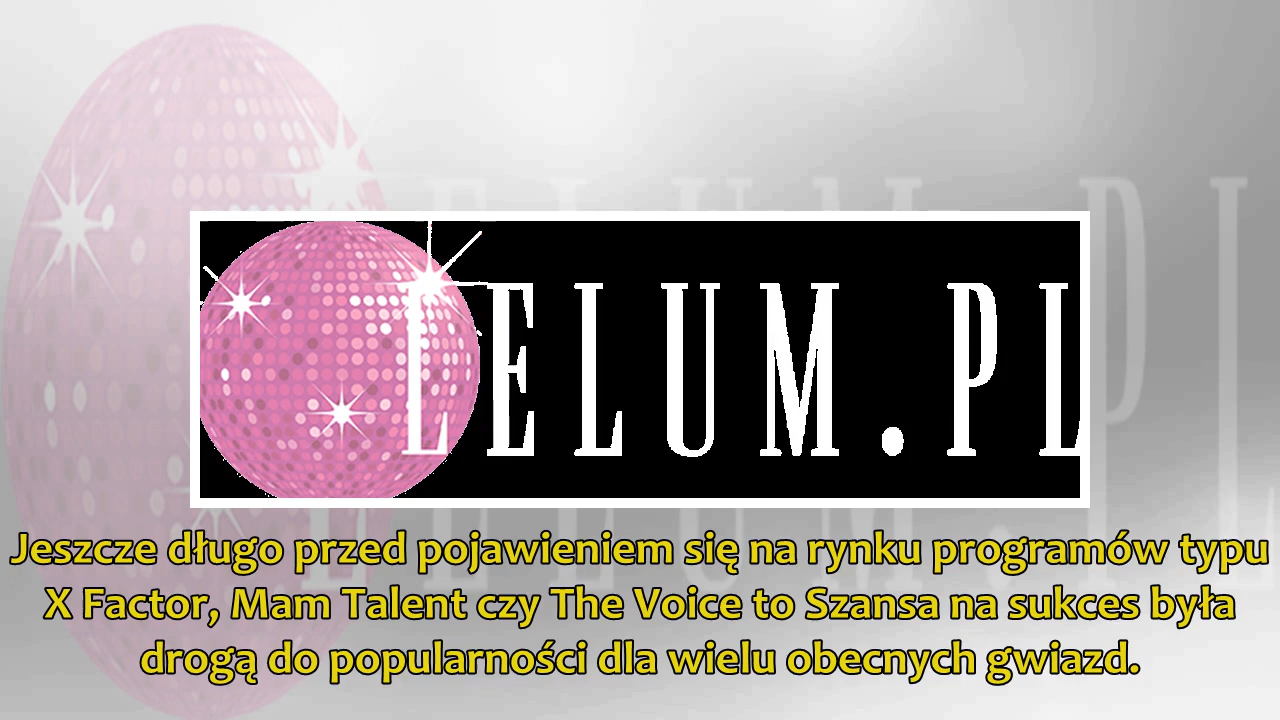 LELUM.PL
Jeszcze długo przed pojawieniem się na rynku programów typu
X Factor, Mam Talent czy The Voice to Szansa na sukces była
drogą do popularności dla wielu obecnych gwiazd.